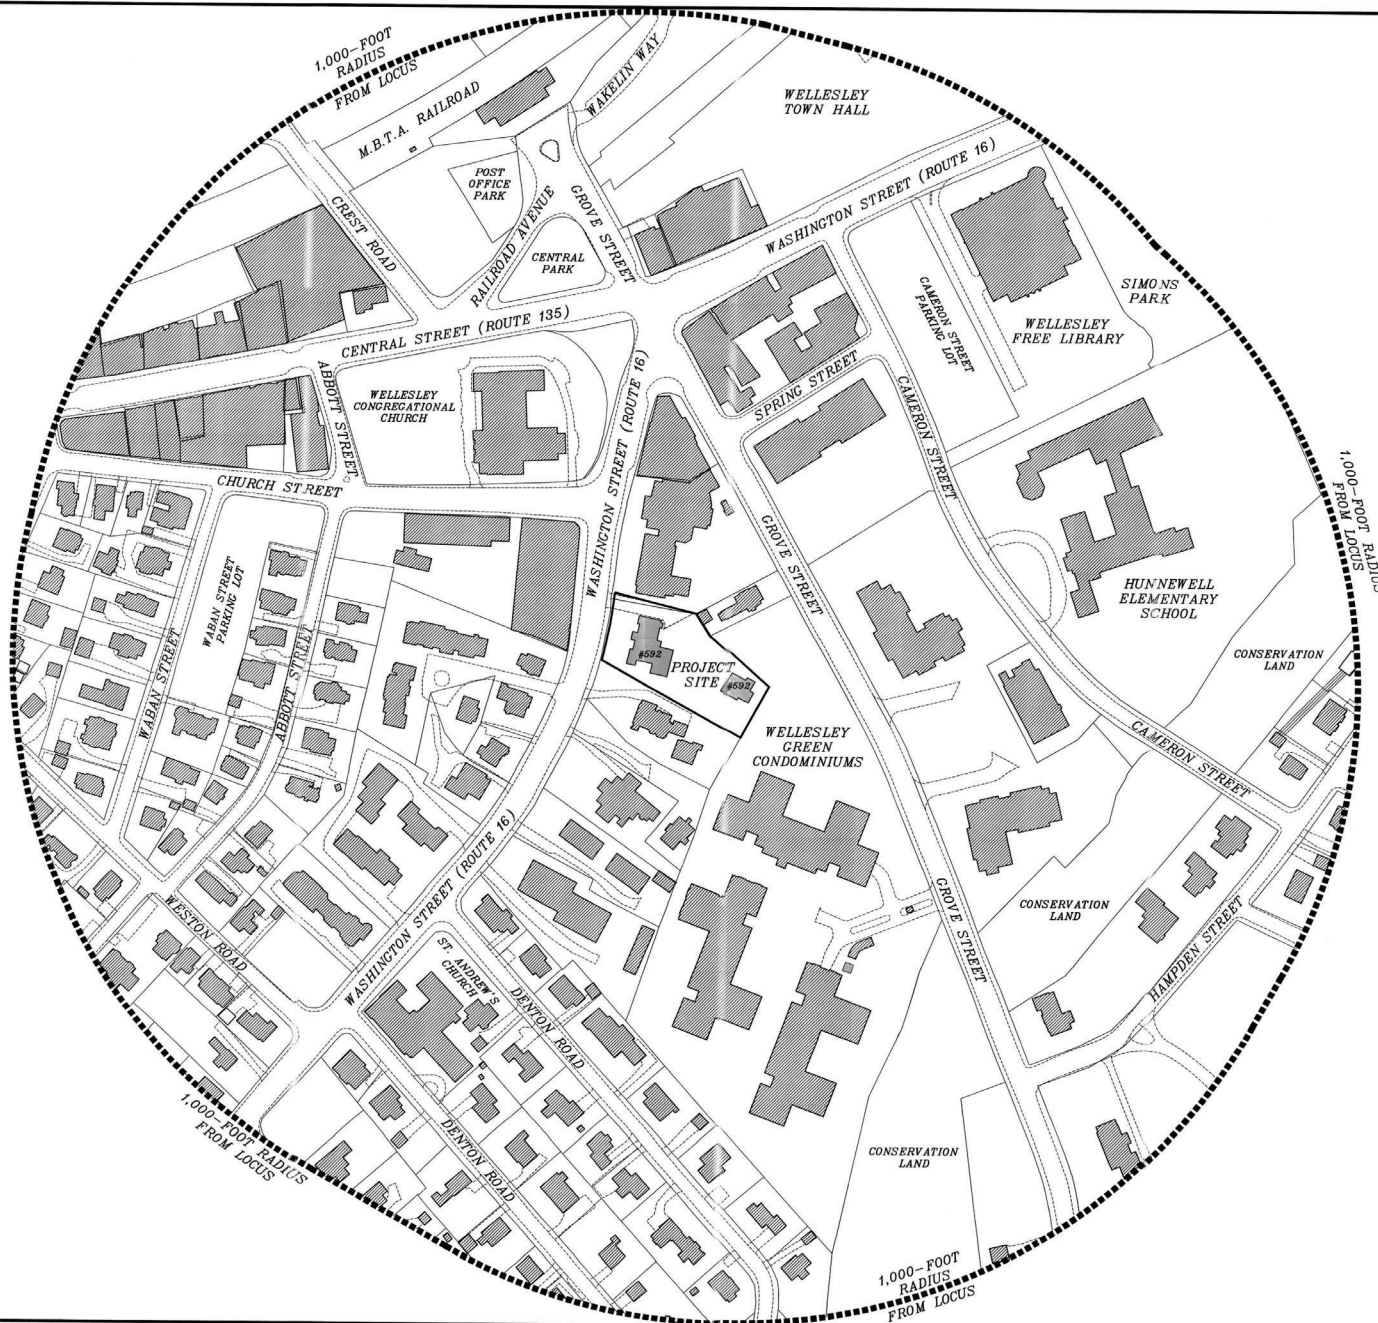 1,000-FOOT
RADIUS
FROM LOCUS
M.B.T.A. RAILROAD
WAKELIN WAY
WELLESLEY
TOWN HALL
POST
OFFICE
PARK
CREST ROAD
RAILROAD AVENUE
GROVE STREET
CENTRAL
PARK
WASHINGTON STREET (ROUTE 16)
SIMONS
PARK
CAMERON STREET
PARKING LOT
WELLESLEY
FREE LIBRARY
CENTRAL STREET (ROUTE 135)
ABBOTT STREET
WELLESLEY
CONGREGATIONAL
CHURCH
WASHINGTON STREET (ROUTE 16)
SPRING STREET
CAMERON STREET
CHURCH STREET
1,000-FOOT RADIUS
FROM LOCUS
GROVE STREET
WABAN STREET
PARKING LOT
HUNNEWELL
ELEMENTARY
SCHOOL
WABAN STREET
ABBOTT STREET
#592
PROJECT
SITE
#592
CONSERVATION
LAND
WELLESLEY
GREEN
CONDOMINIUMS
CAMERON STREET
WASHINGTON STREET (ROUTE 16)
WESTON ROAD
ST. ANDREW'S
CHURCH
DENTON ROAD
GROVE STREET
CONSERVATION
LAND
HAMPDEN STREET
1,000-FOOT RADIUS
FROM LOCUS
DENTON ROAD
CONSERVATION
LAND
1,000-FOOT
RADIUS
FROM LOCUS